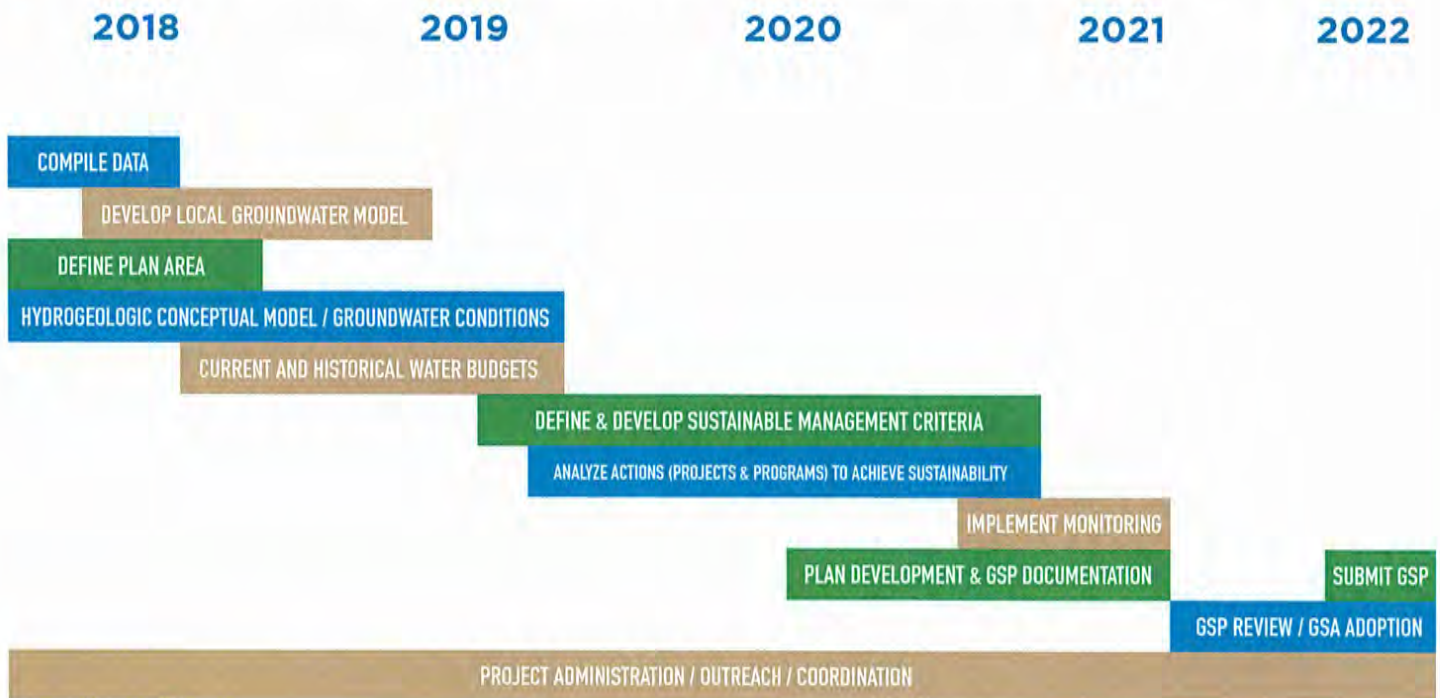 2018 2019 2020 2021 2022
COMPILE DATA
DEVELOP LOCAL GROUNDWATER MODEL
DEFINE PLAN AREA
HYDROGEOLOGIC CONCEPTUAL MODEL / GROUNDWATER CONDITIONS
CURRENT AND HISTORICAL WATER BUDGETS
DEFINE & DEVELOP SUSTAINABLE MANAGEMENT CRITERIA
ANALYZE ACTIONS (PROJECTS & PROGRAMS) TO ACHIEVE SUSTAINABILITY
IMPLEMENT MONITORING
PLAN DEVELOPMENT & GSP DOCUMENTATION SUBMIT GSP
GSP REVIEW / GSA ADOPTION
PROJECT ADMINISTRATION / OUTREACH / COORDINATION